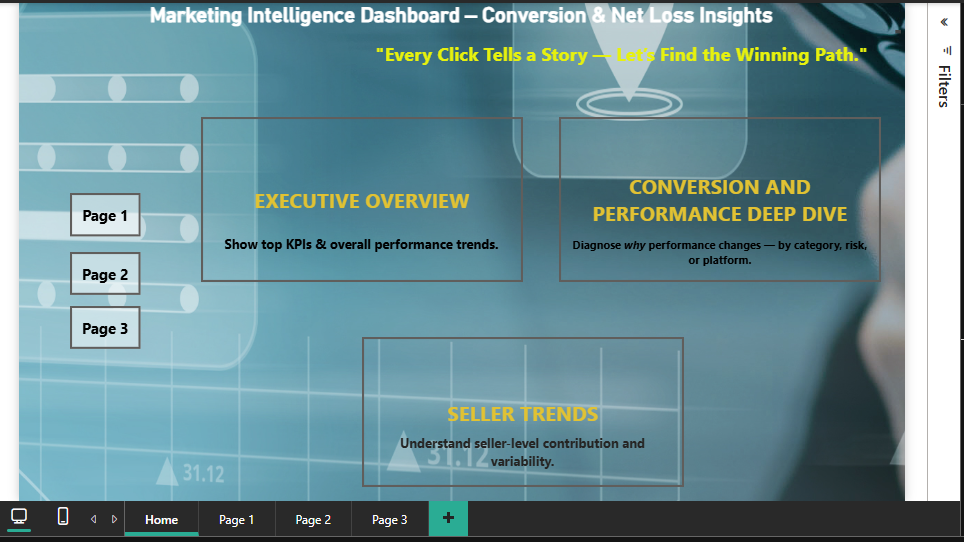 Marketing Intelligence Dashboard – Conversion & Net Loss Insights
"Every Click Tells a Story — Let's Find the Winning Path."
Filters
EXECUTIVE OVERVIEW
Show top KPIs & overall performance trends.
CONVERSION AND
PERFORMANCE DEEP DIVE
Diagnose why performance changes — by category, risk,
or platform.
Page 1
Page 2
Page 3
SELLER TRENDS
Understand seller-level contribution and
variability.
31.12
31.12
Home
Page 1
Page 2
Page 3